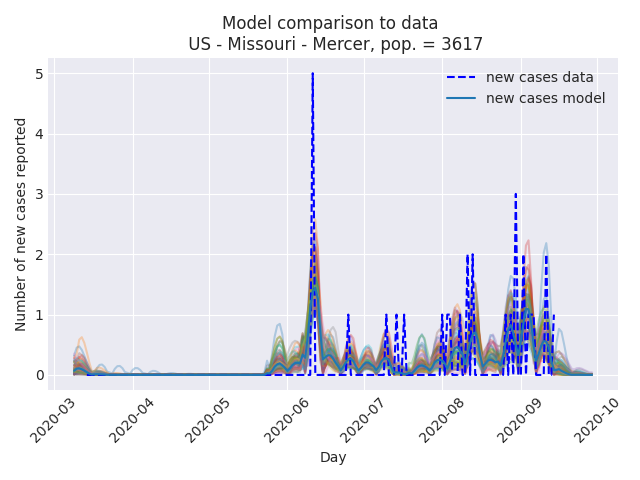 Model comparison to data
US - Missouri - Mercer, pop. = 3617
new cases data
new cases model
Number of new cases reported
5
4
3
2
1
0
2020-03
2020-04
2020-05
2020-06
2020-07
2020-08
2020-09
2020-10
Day